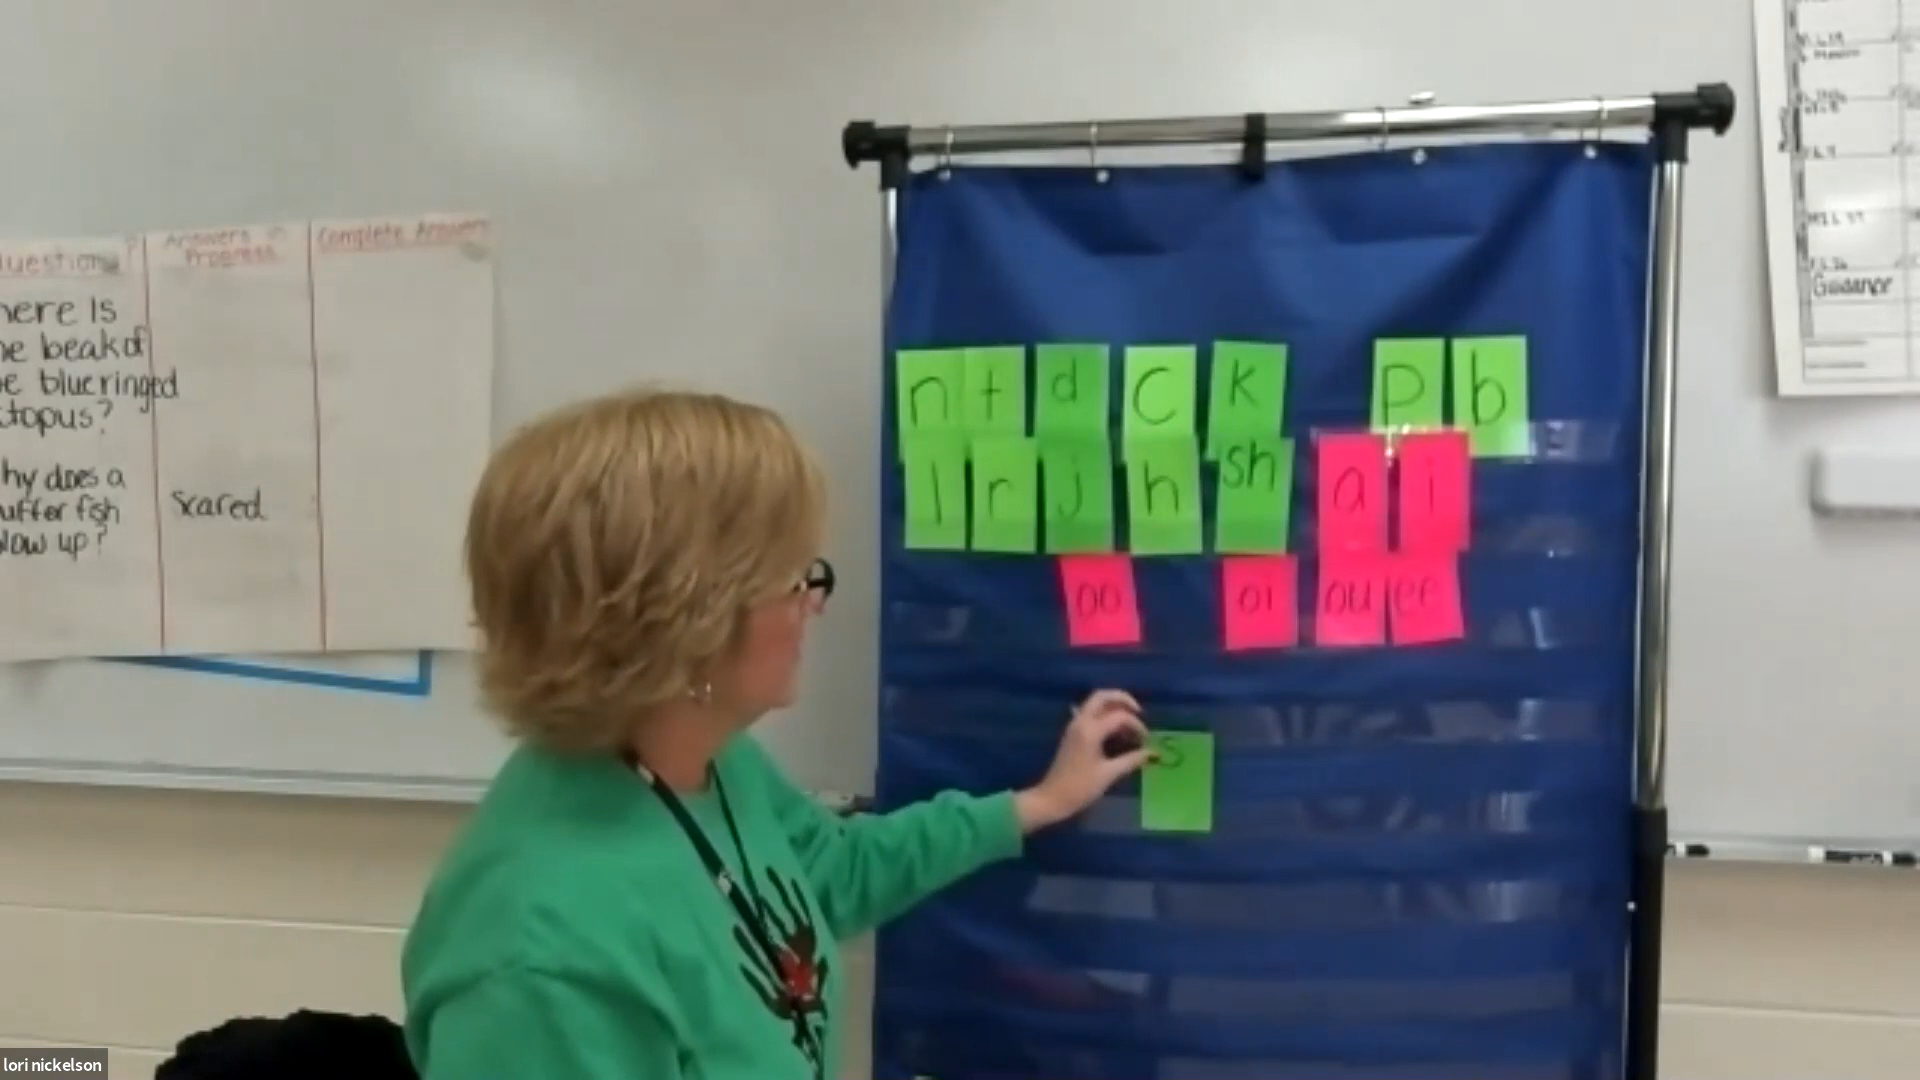 Questions?
Answers in
Progress
Complete Answers
here is
he beak of
e blueringed
ctopus?
hy does a
uffer fish
low up?
Scared
n t d C K P b
l r j h sh a i
oo oi ou ee
s
Guidance
lori nickelson